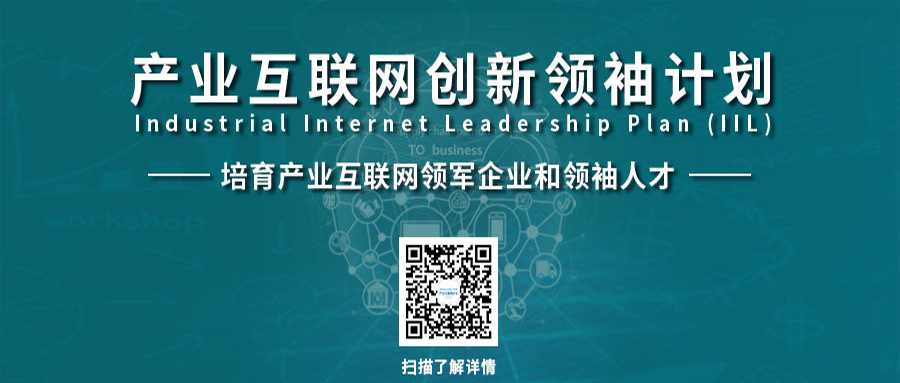 产业互联网创新领袖计划
Industrial Internet Leadership Plan (IIL)
TO business
培育产业互联网领军企业和领袖人才
workshop
扫描了解详情